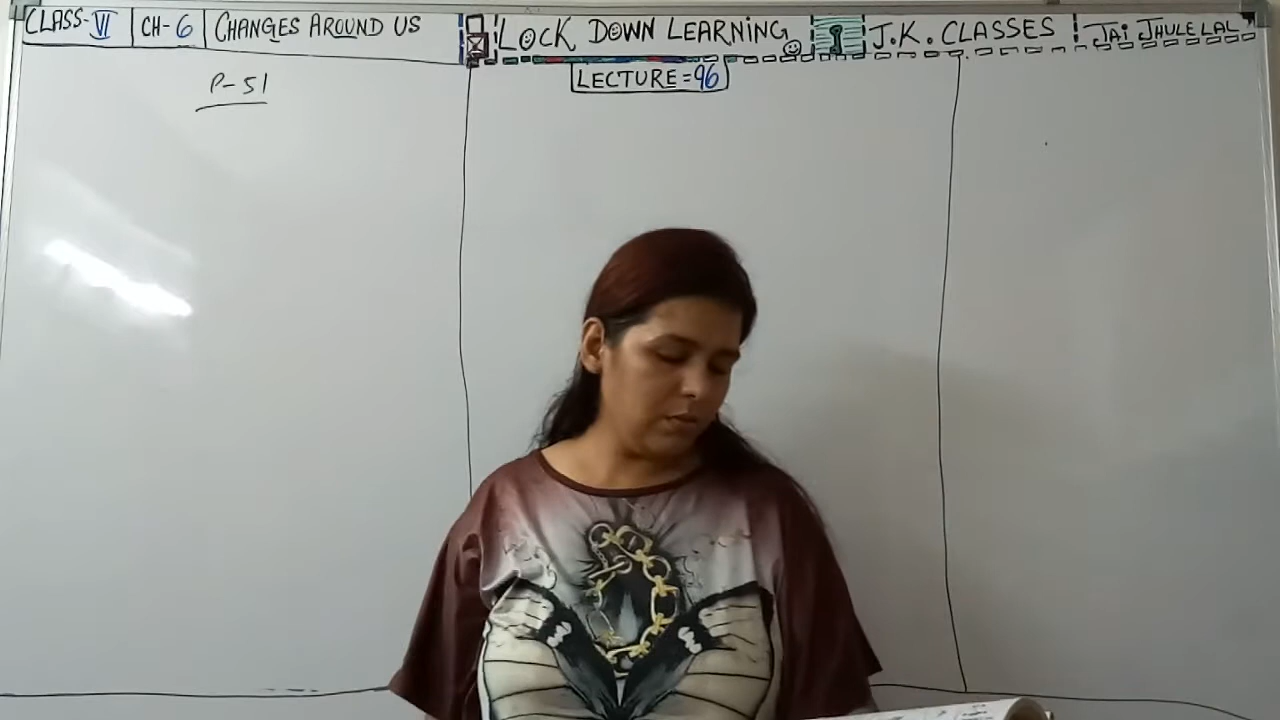 CLASS-VI CH-6 CHANGES AROUND US LOCK DOWN LEARNING J.K. CLASSES JAI JHULELAL
LECTURE=96
P-51